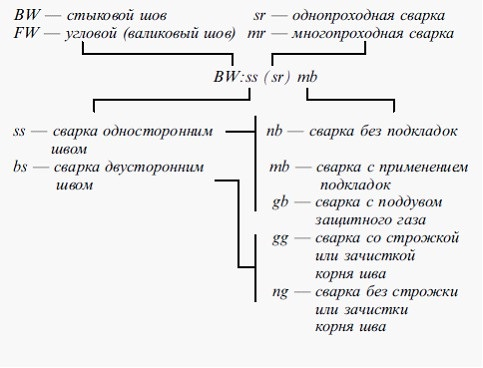 BW — стыковой шов sr — однопроходная сварка
FW — угловой (валиковый шов) mr — многопроходная сварка
BW:ss (sr) mb
ss — сварка односторонним
швом
bs — сварка двусторонним
швом
nb — сварка без подкладок
mb — сварка с применением
подкладок
gb — сварка с поддувом
защитного газа
gg — сварка со строжкой
или зачисткой
корня шва
ng — сварка без строжки
или зачистки
корня шва